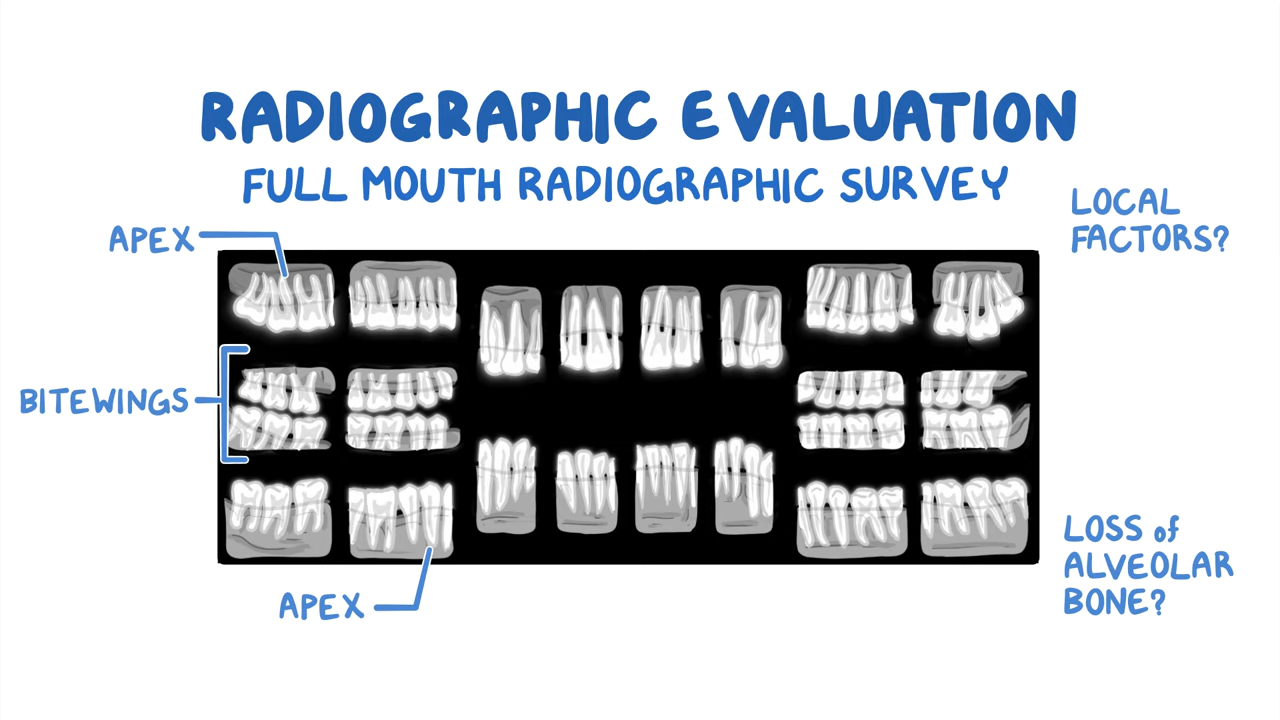 RADIOGRAPHIC EVALUATION
FULL MOUTH RADIOGRAPHIC SURVEY
LOCAL
FACTORS?
APEX
BITEWINGS
LOSS of
ALVEOLAR
BONE?
APEX